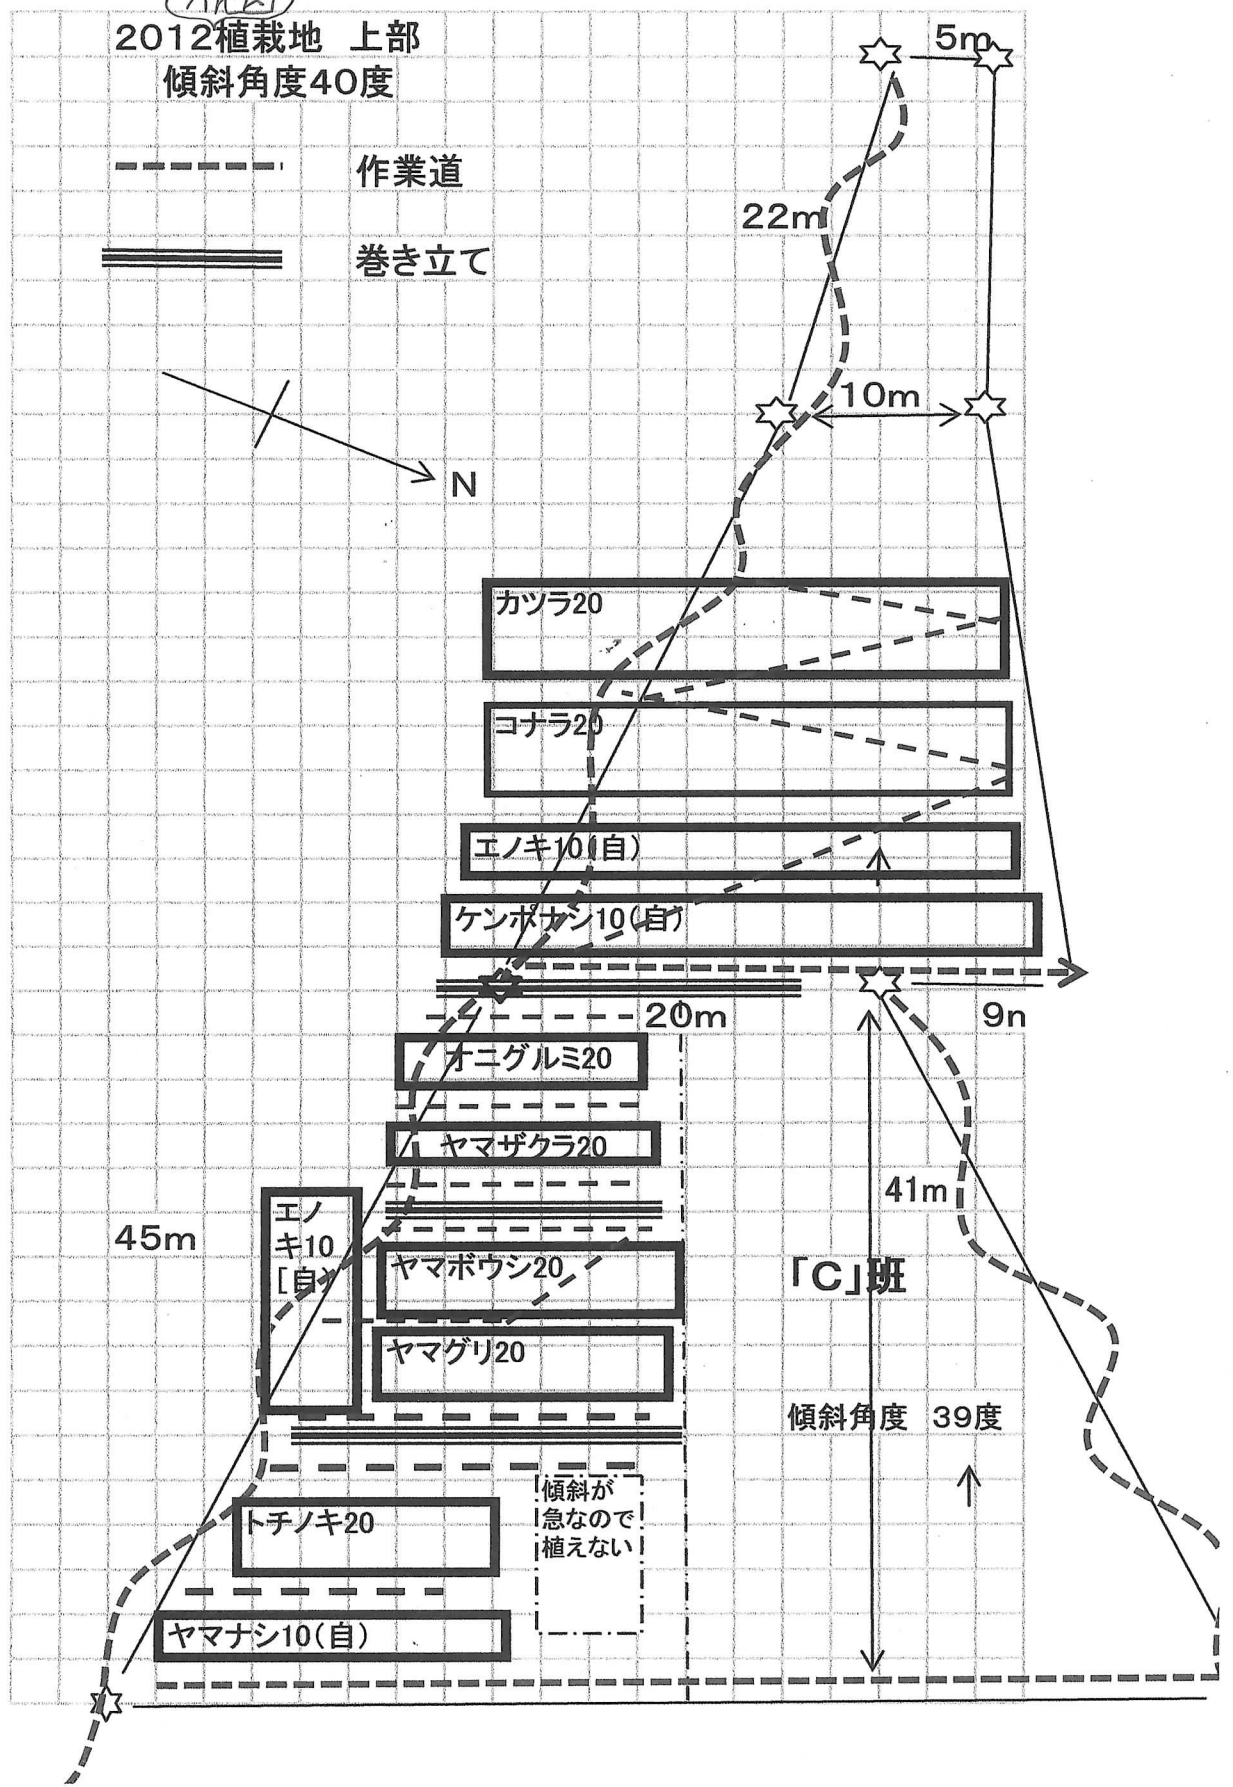 2012植栽地 上部
傾斜角度40度
作業道
巻き立て
N
5m
22m
10m
カツラ20
コナラ20
エノキ10(自)
ケンポナシ10(自)
20m
9n
オニグルミ20
ヤマザクラ20
45m
エノ
キ10
[自]
ヤマボウシ20
ヤマグリ20
41m
「C」班
傾斜角度 39度
傾斜が
急なので
植えない
トチノキ20
ヤマナシ10(自)